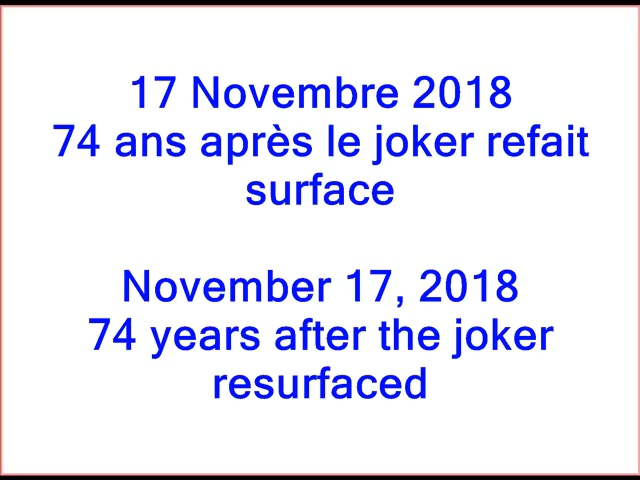 17 Novembre 2018
74 ans après le joker refait
surface
November 17, 2018
74 years after the joker
resurfaced